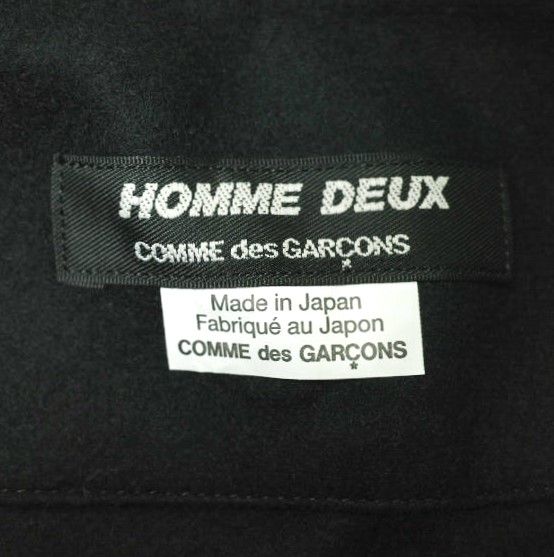 HOMME DEUX
COMME des GARÇONS
Made in Japan
Fabriqué au Japon
COMME des GARÇONS